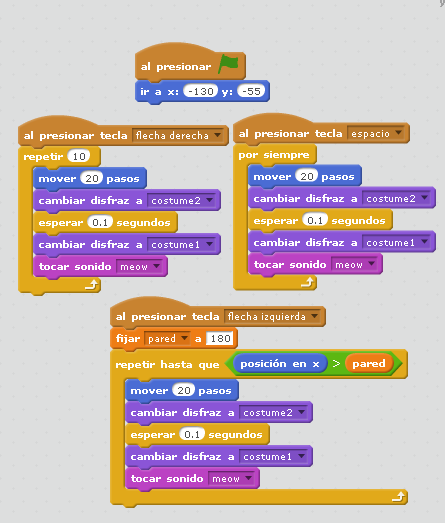 al presionar
ir a x: -130 y: -55
al presionar tecla flecha derecha
repetir 10
mover 20 pasos
cambiar disfraz a costume2
esperar 0.1 segundos
cambiar disfraz a costume1
tocar sonido meow
al presionar tecla espacio
por siempre
mover 20 pasos
cambiar disfraz a costume2
esperar 0.1 segundos
cambiar disfraz a costume1
tocar sonido meow
al presionar tecla flecha izquierda
fijar pared a 180
repetir hasta que posición en x > pared
mover 20 pasos
cambiar disfraz a costume2
esperar 0.1 segundos
cambiar disfraz a costume1
tocar sonido meow